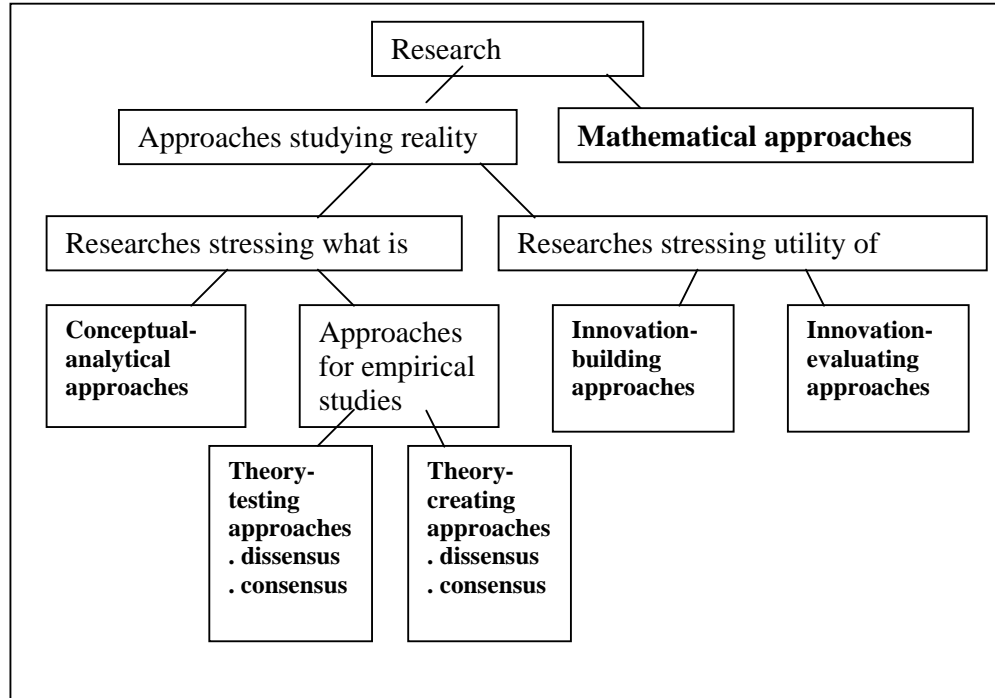 Research
Approaches studying reality
Mathematical approaches
Researches stressing what is
Researches stressing utility of
Conceptual-
analytical
approaches
Approaches
for empirical
studies
Innovation-
building
approaches
Innovation-
evaluating
approaches
Theory-
testing
approaches
. dissensus
. consensus
Theory-
creating
approaches
. dissensus
. consensus